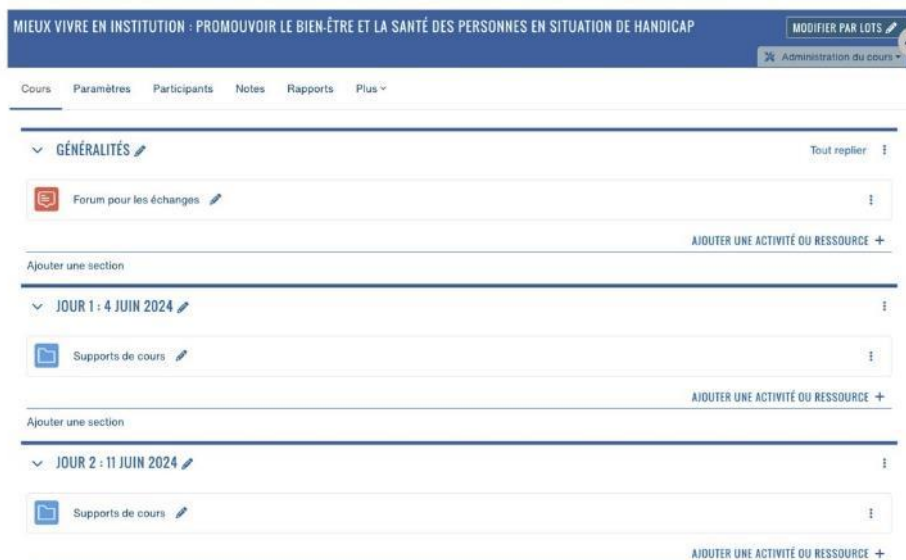 MIEUX VIVRE EN INSTITUTION : PROMOUVOIR LE BIEN-ÊTRE ET LA SANTÉ DES PERSONNES EN SITUATION DE HANDICAP
MODIFIER PAR LOTS
Administration du cours
Cours Paramètres Participants Notes Rapports Plus
GÉNÉRALITÉS
Tout replier
Forum pour les échanges
AJOUTER UNE ACTIVITÉ OU RESSOURCE +
Ajouter une section
JOUR 1 : 4 JUIN 2024
Supports de cours
AJOUTER UNE ACTIVITÉ OU RESSOURCE +
Ajouter une section
JOUR 2 : 11 JUIN 2024
Supports de cours
AJOUTER UNE ACTIVITÉ OU RESSOURCE +